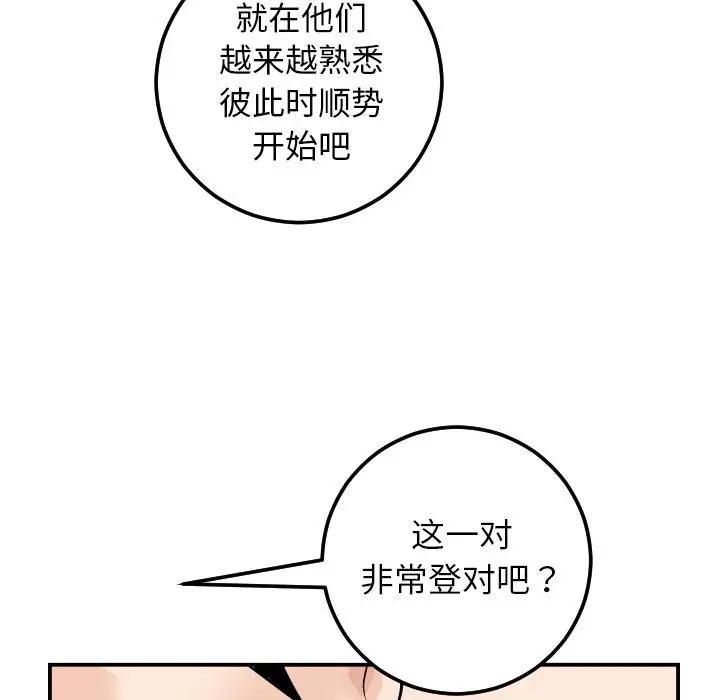 就在他们
越来越熟悉
彼此时顺势
开始吧
这一对
非常登对吧？